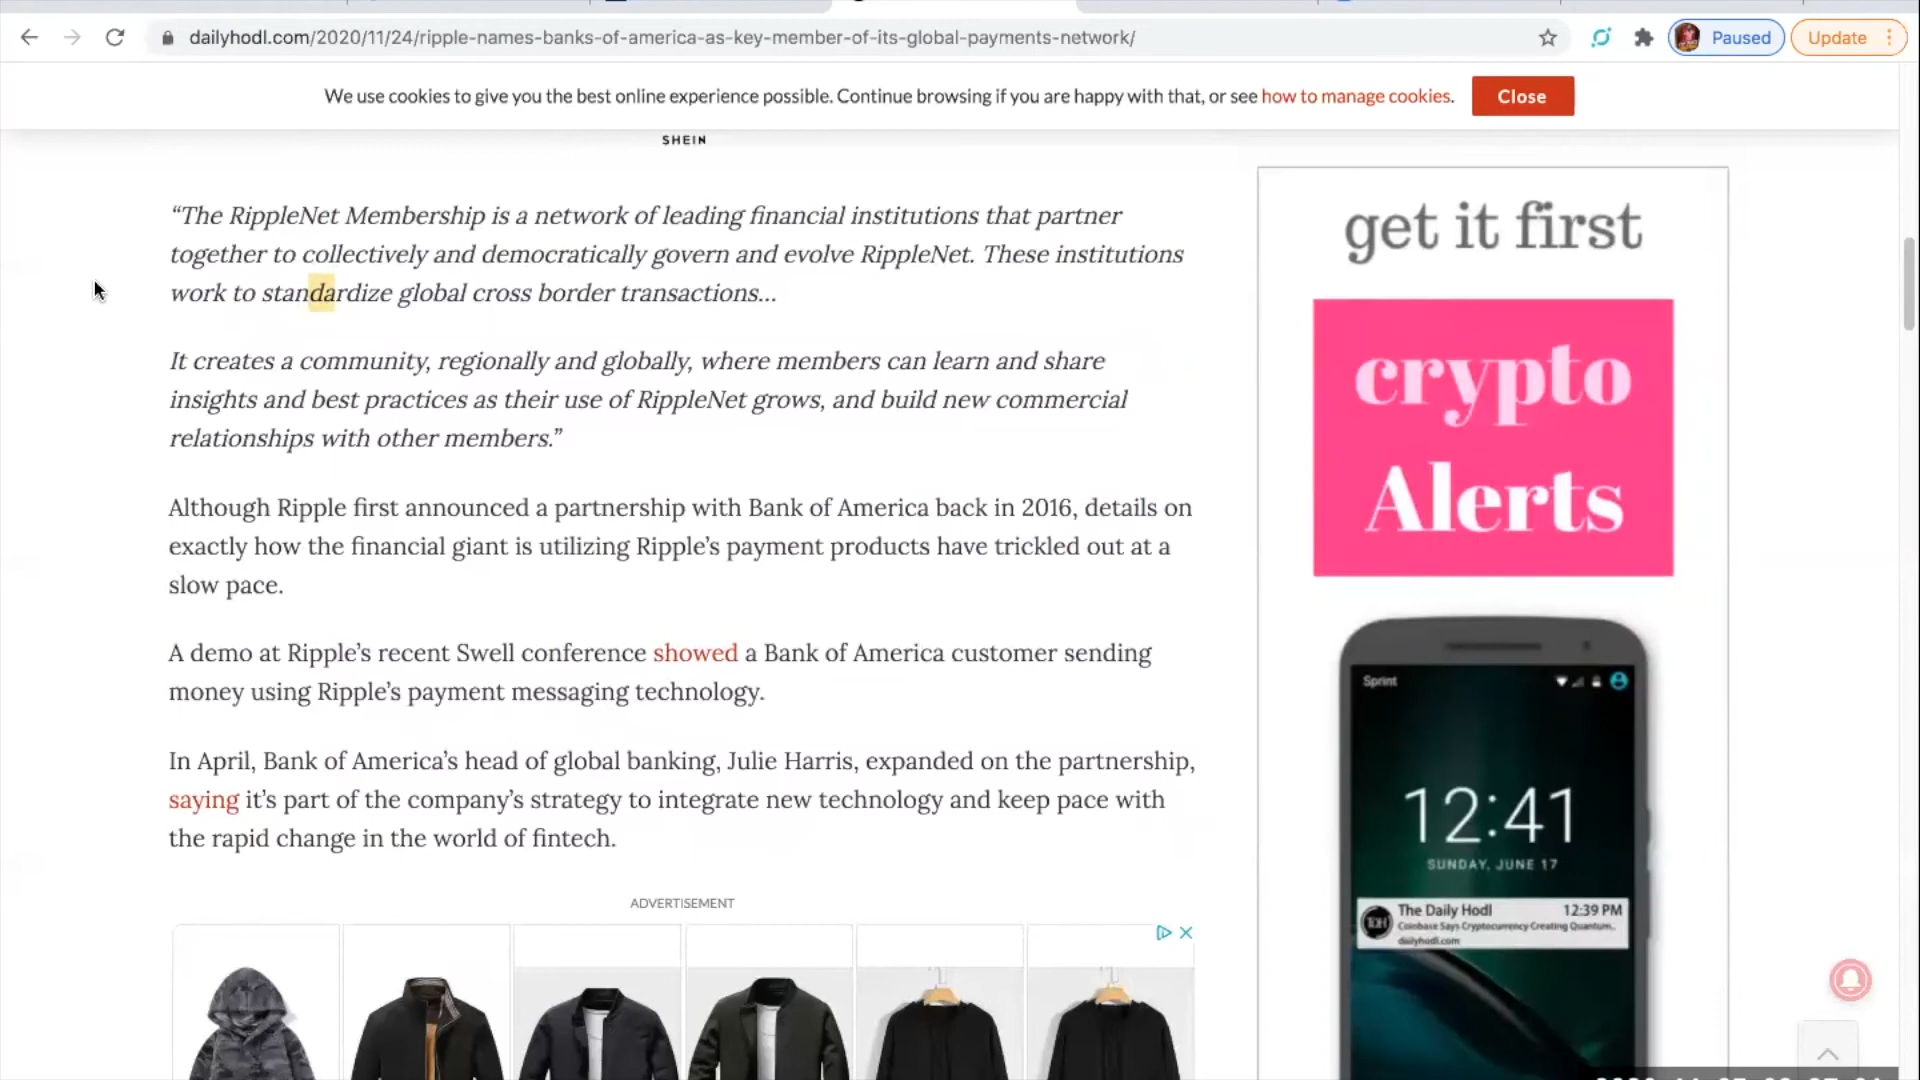 dailyhodl.com/2020/11/24/ripple-names-banks-of-america-as-key-member-of-its-global-payments-network/
Paused
Update
We use cookies to give you the best online experience possible. Continue browsing if you are happy with that, or see how to manage cookies.
Close
SHEIN
“The RippleNet Membership is a network of leading financial institutions that partner
together to collectively and democratically govern and evolve RippleNet. These institutions
work to standardize global cross border transactions…
It creates a community, regionally and globally, where members can learn and share
insights and best practices as their use of RippleNet grows, and build new commercial
relationships with other members.”
Although Ripple first announced a partnership with Bank of America back in 2016, details on
exactly how the financial giant is utilizing Ripple’s payment products have trickled out at a
slow pace.
A demo at Ripple’s recent Swell conference showed a Bank of America customer sending
money using Ripple’s payment messaging technology.
In April, Bank of America’s head of global banking, Julie Harris, expanded on the partnership,
saying it’s part of the company’s strategy to integrate new technology and keep pace with
the rapid change in the world of fintech.
ADVERTISEMENT
get it first
crypto
Alerts
Sprint
12:41
SUNDAY, JUNE 17
The Daily Hodl 12:39 PM
Coinbase Says Cryptocurrency Creating Quantum..
dailyhodl.com